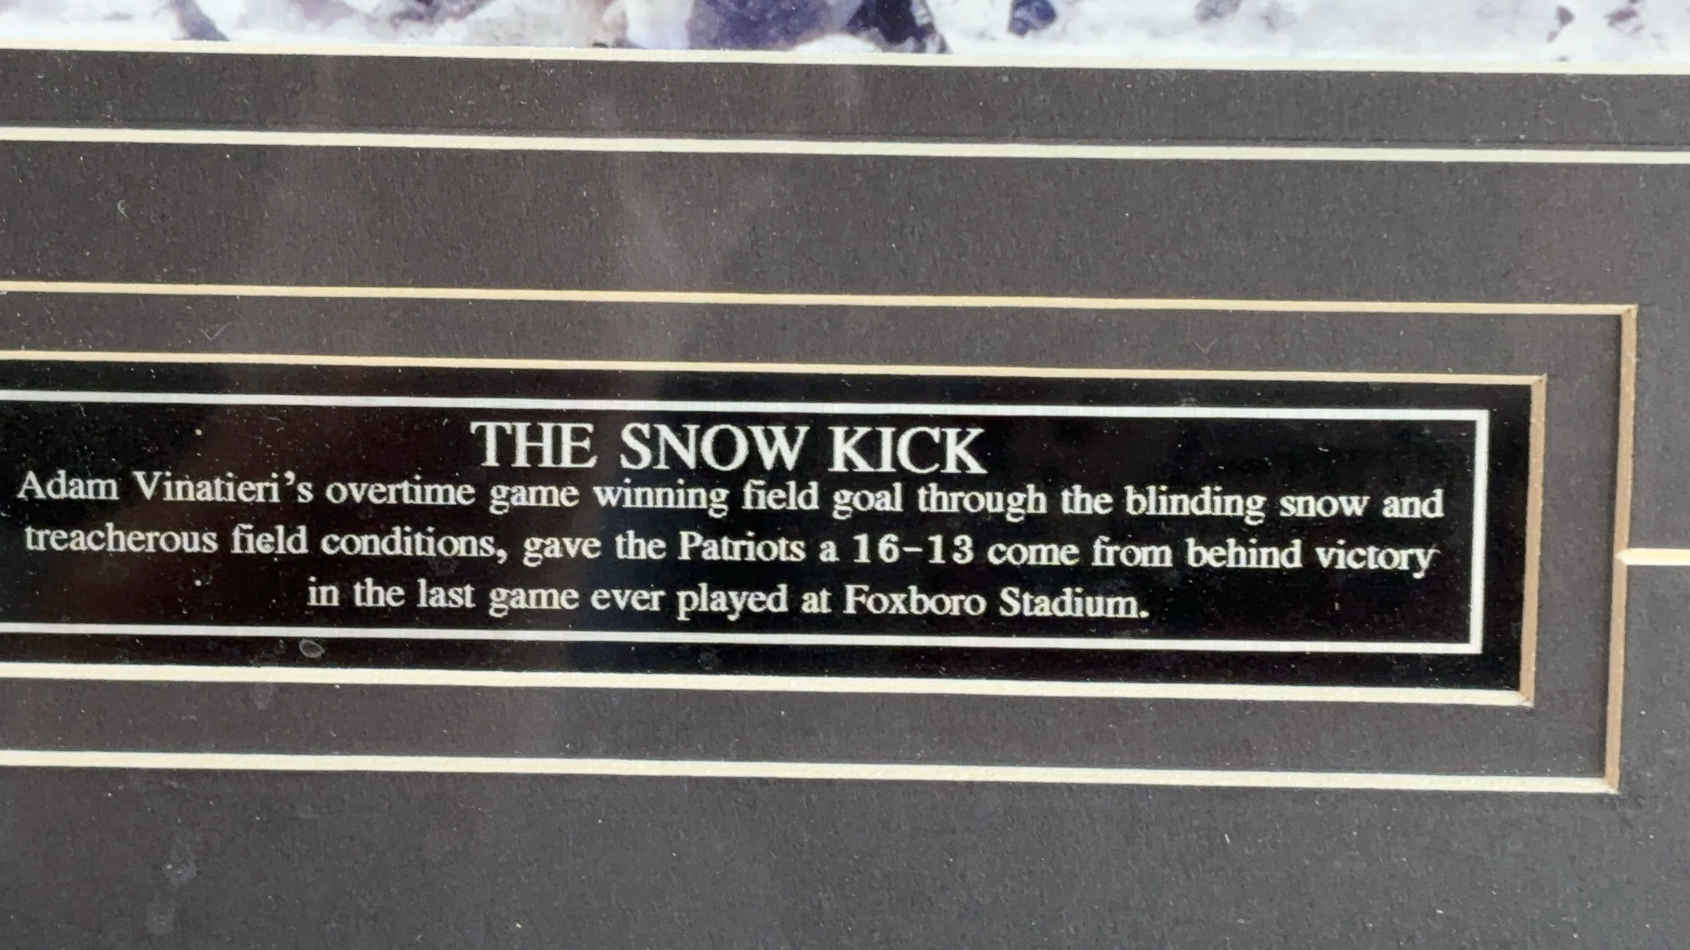 THE SNOW KICK
Adam Vinatieri's overtime game winning field goal through the blinding snow and
treacherous field conditions, gave the Patriots a 16-13 come from behind victory
in the last game ever played at Foxboro Stadium.